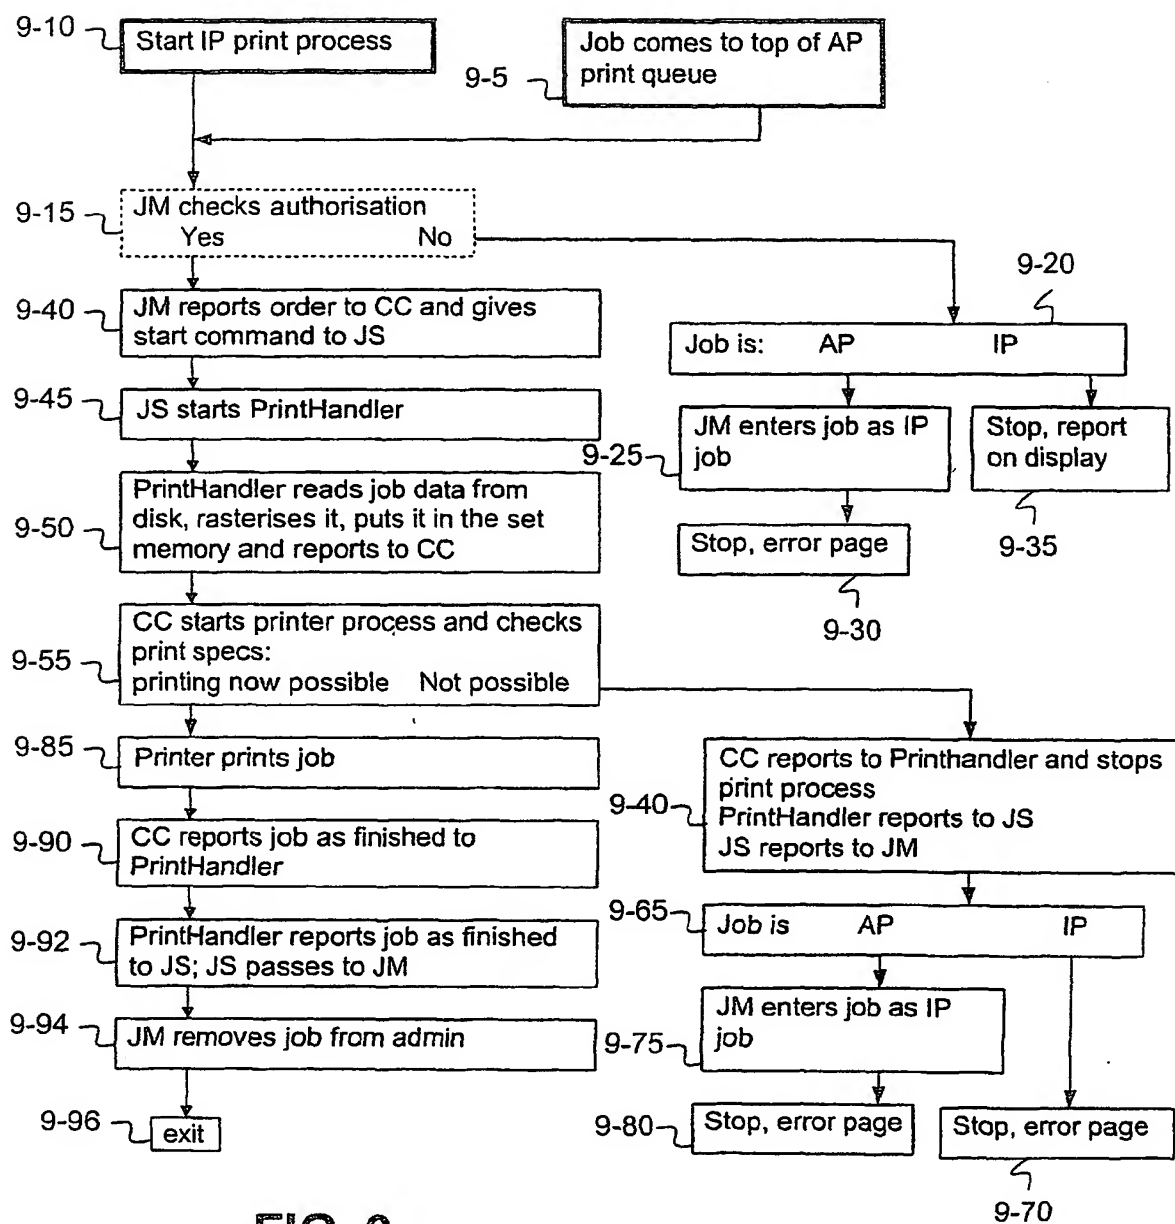 9-10
Start IP print process
Job comes to top of AP
print queue
9-5
9-15
JM checks authorisation
Yes No
9-20
9-40
JM reports order to CC and gives
start command to JS
Job is: AP IP
9-45
JS starts PrintHandler
9-25
JM enters job as IP
job
Stop, report
on display
9-35
9-50
PrintHandler reads job data from
disk, rasterises it, puts it in the set
memory and reports to CC
Stop, error page
9-30
9-55
CC starts printer process and checks
print specs:
printing now possible Not possible
9-85
Printer prints job
9-40
CC reports to Printhandler and stops
print process
PrintHandler reports to JS
JS reports to JM
9-90
CC reports job as finished to
PrintHandler
9-65
Job is AP IP
9-92
PrintHandler reports job as finished
to JS; JS passes to JM
9-75
JM enters job as IP
job
9-94
JM removes job from admin
9-96
exit
9-80
Stop, error page
Stop, error page
9-70